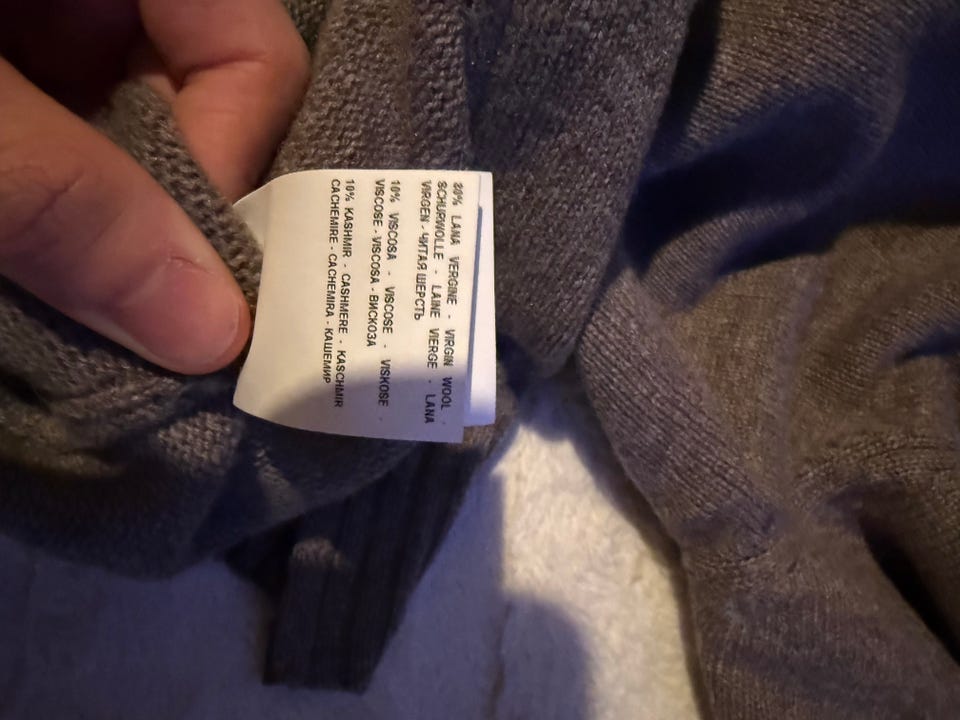 80% LANA VERGINE - VIRGIN WOOL -
SCHURWOLLE - LAINE VIERGE - LANA
VIRGEN - ЧИТАЯ ШЕРСТЬ
10% VISCOSA - VISCOSE - VISKOSE -
VISCOSE - VISCOSA - ВИСКОЗА
10% KASHMIR - CASHMERE - KASCHMIR
CACHEMIRE - CACHEMIRA - КАШЕМИР